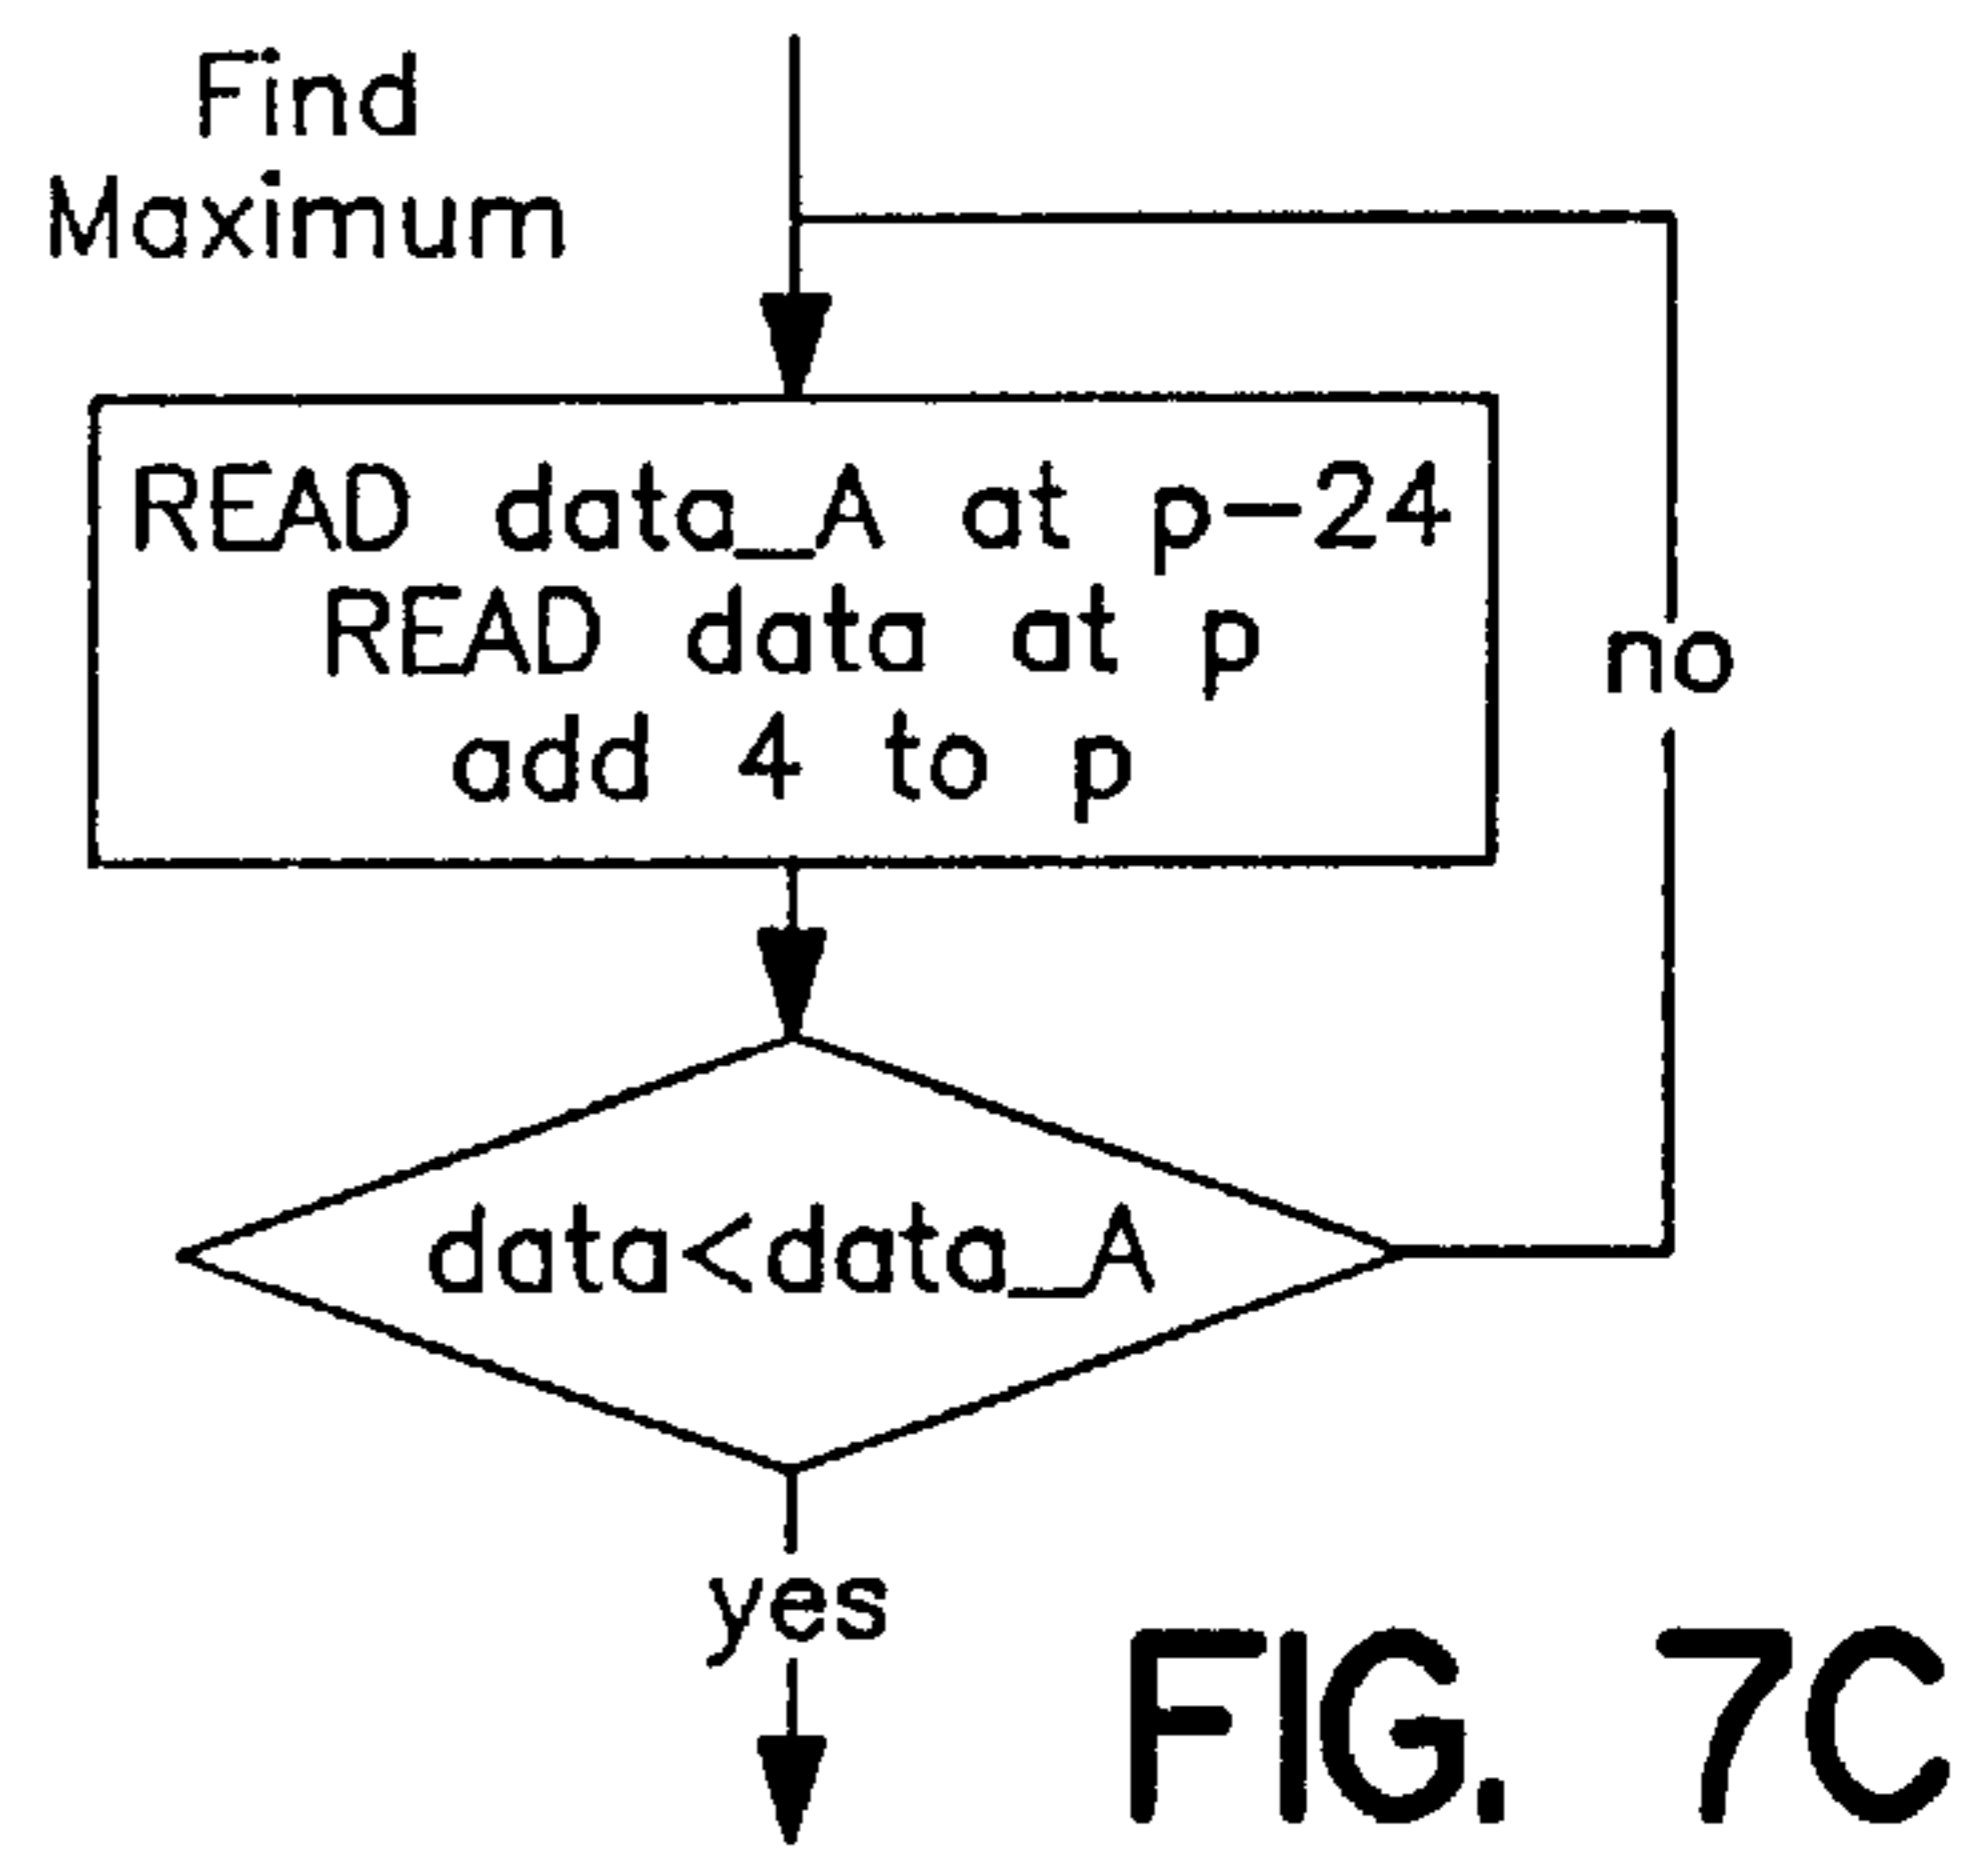 Find
Maximum
READ data_A at p-24
READ data at p
add 4 to p
no
data<data_A
yes
FIG. 7C